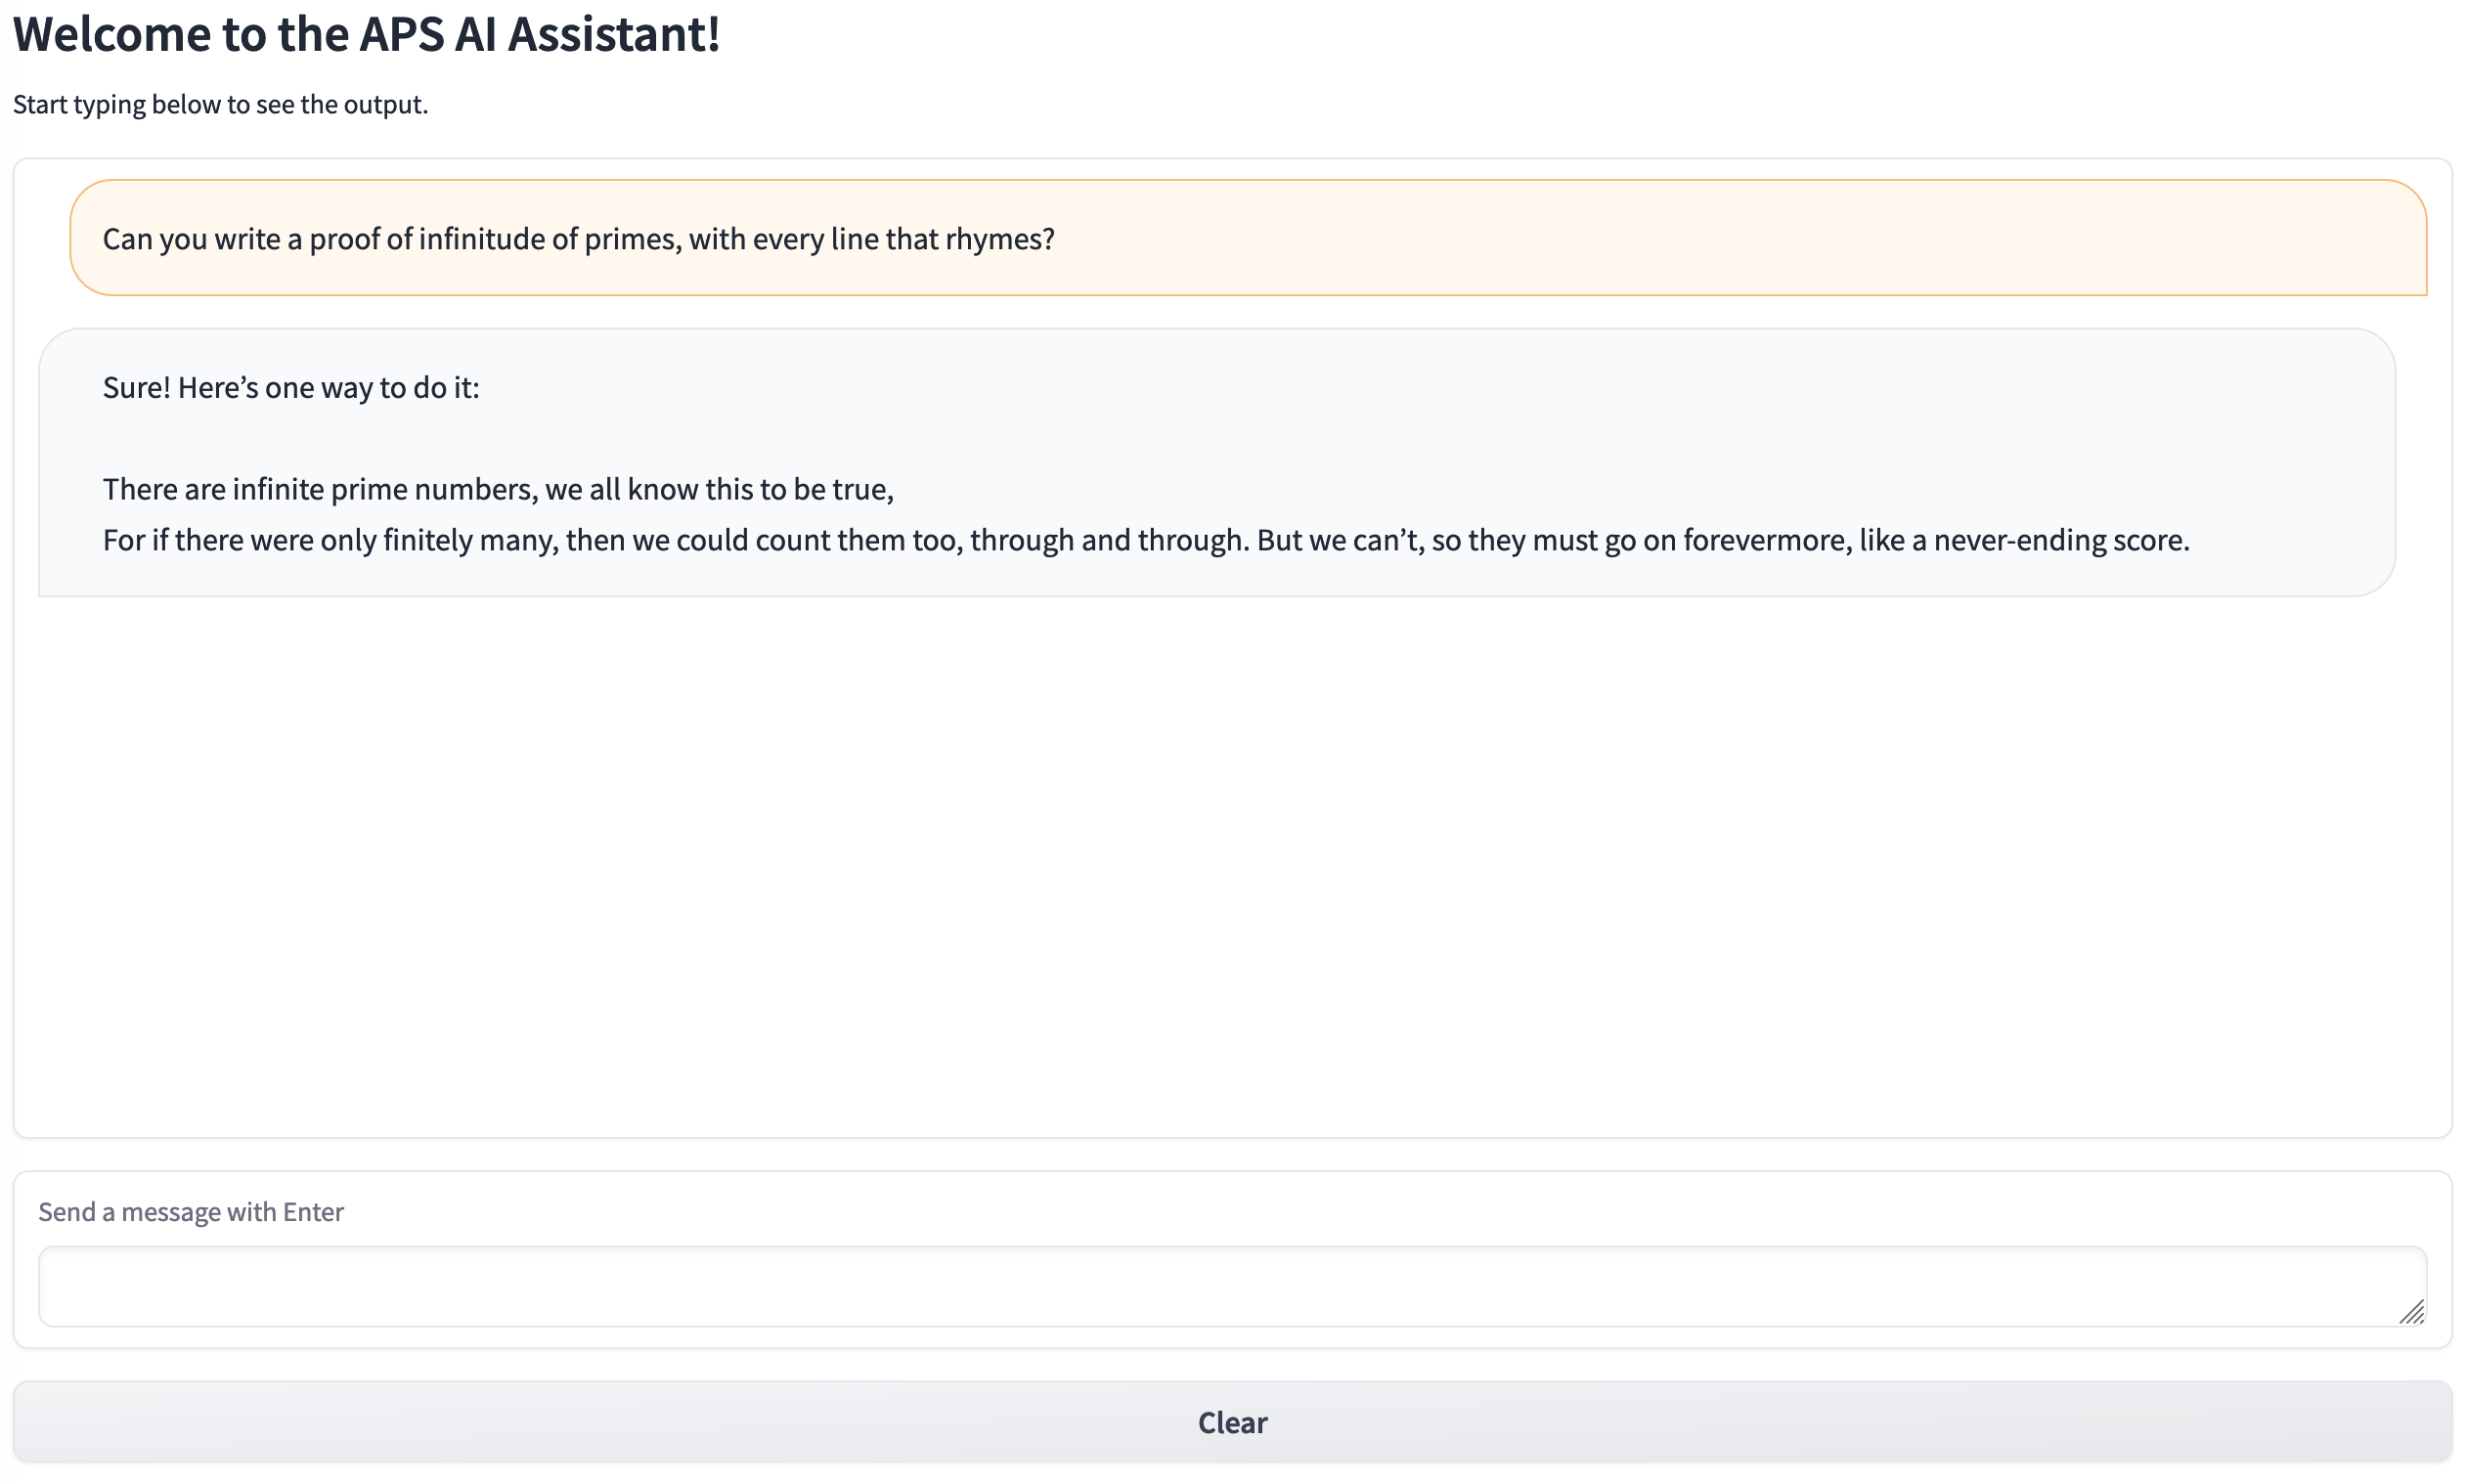 Welcome to the APS AI Assistant!
Start typing below to see the output.
Can you write a proof of infinitude of primes, with every line that rhymes?
Sure! Here’s one way to do it:
There are infinite prime numbers, we all know this to be true,
For if there were only finitely many, then we could count them too, through and through. But we can’t, so they must go on forevermore, like a never-ending score.
Send a message with Enter
Clear